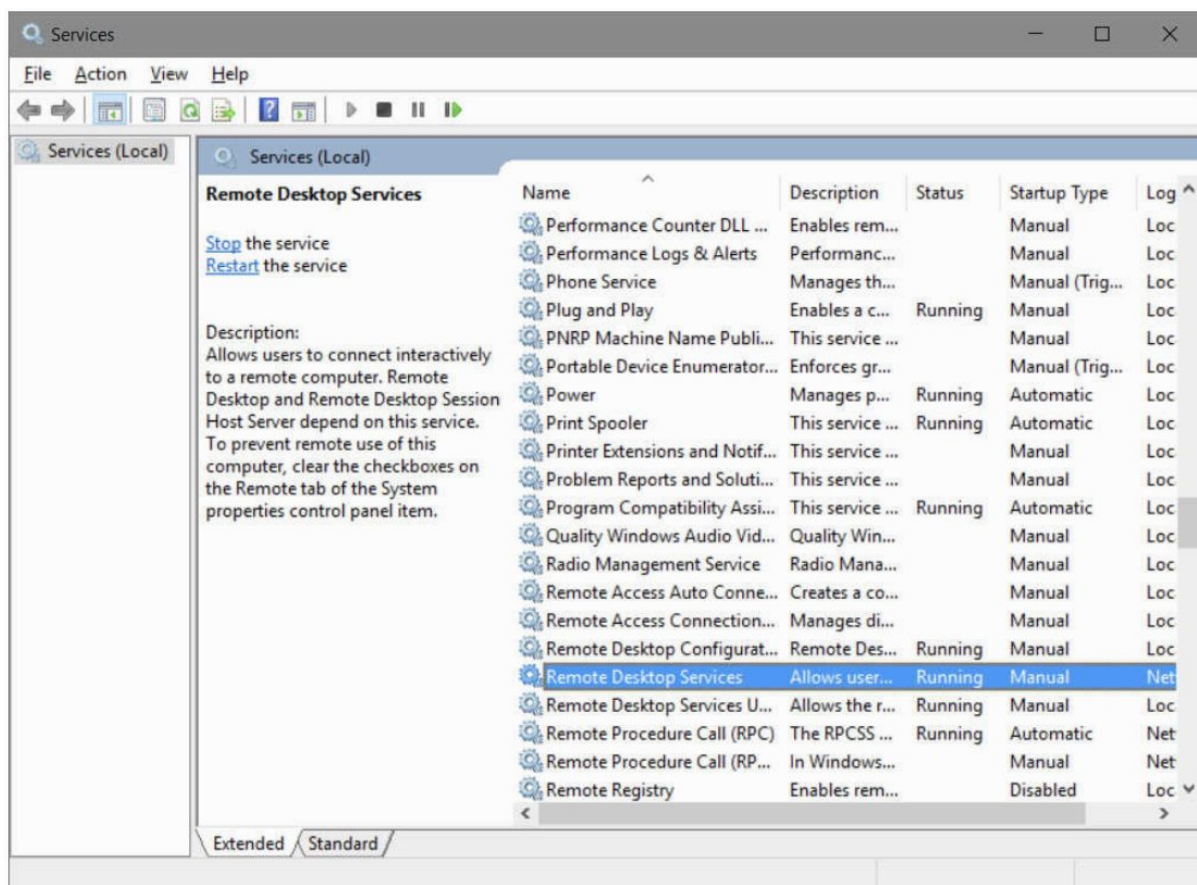 Services
File Action View Help
Services (Local)
Services (Local)
Remote Desktop Services
Stop the service
Restart the service
Description:
Allows users to connect interactively
to a remote computer. Remote
Desktop and Remote Desktop Session
Host Server depend on this service.
To prevent remote use of this
computer, clear the checkboxes on
the Remote tab of the System
properties control panel item.
Name Description Status Startup Type Log
Performance Counter DLL ... Enables rem... Manual Loc
Performance Logs & Alerts Performanc... Manual Loc
Phone Service Manages th... Manual (Trig... Loc
Plug and Play Enables a c... Running Manual Loc
PNRP Machine Name Publi... This service ... Manual Loc
Portable Device Enumerator... Enforces gr... Manual (Trig... Loc
Power Manages p... Running Automatic Loc
Print Spooler This service ... Running Automatic Loc
Printer Extensions and Notif... This service ... Manual Loc
Problem Reports and Soluti... This service ... Manual Loc
Program Compatibility Assi... This service ... Running Automatic Loc
Quality Windows Audio Vid... Quality Win... Manual Loc
Radio Management Service Radio Mana... Manual Loc
Remote Access Auto Conne... Creates a co... Manual Loc
Remote Access Connection... Manages di... Manual Loc
Remote Desktop Configurat... Remote Des... Running Manual Loc
Remote Desktop Services Allows user... Running Manual Net
Remote Desktop Services U... Allows the r... Running Manual Loc
Remote Procedure Call (RPC) The RPCSS ... Running Automatic Net
Remote Procedure Call (RP... In Windows... Manual Net
Remote Registry Enables rem... Disabled Loc
Extended Standard